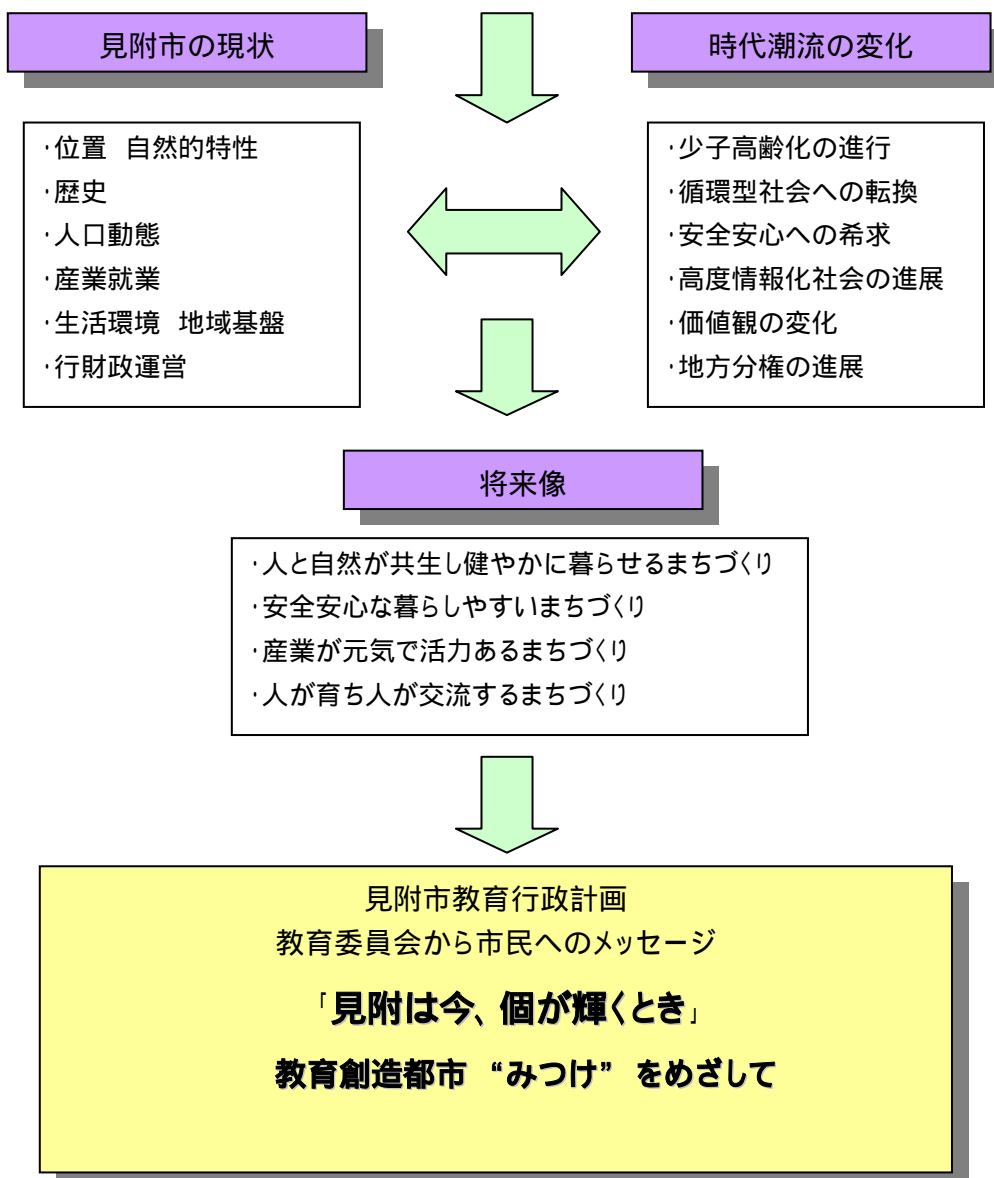 見附市の現状
時代潮流の変化
·位置 自然的特性
·歴史
·人口動態
·産業就業
·生活環境 地域基盤
·行財政運営
·少子高齢化の進行
·循環型社会への転換
·安全安心への希求
·高度情報化社会の進展
·価値観の変化
·地方分権の進展
将来像
·人と自然が共生し健やかに暮らせるまちづくり
·安全安心な暮らしやすいまちづくり
·産業が元気で活力あるまちづくり
·人が育ち人が交流するまちづくり
見附市教育行政計画
教育委員会から市民へのメッセージ
「見附は今、個が輝くとき」
教育創造都市 “みつけ” をめざして